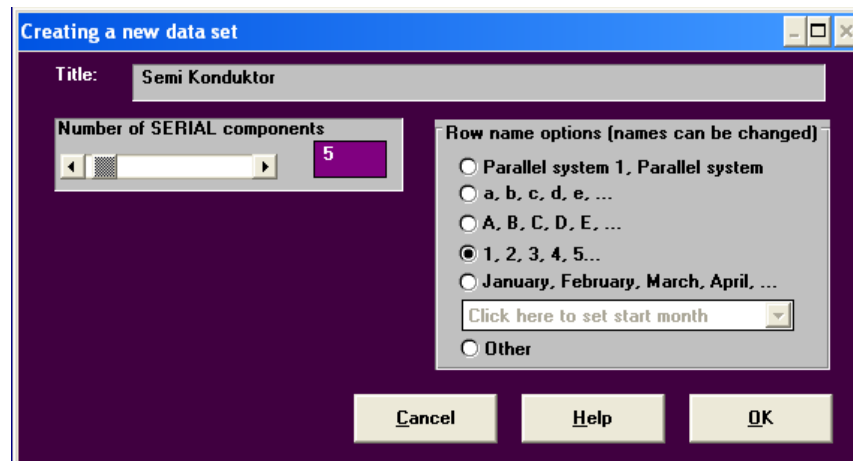 Creating a new data set
Title: Semi Konduktor
Number of SERIAL components
5
Row name options (names can be changed)
Parallel system 1, Parallel system
a, b, c, d, e, ...
A, B, C, D, E, ...
1, 2, 3, 4, 5...
January, February, March, April, ...
Click here to set start month
Other
Cancel Help OK